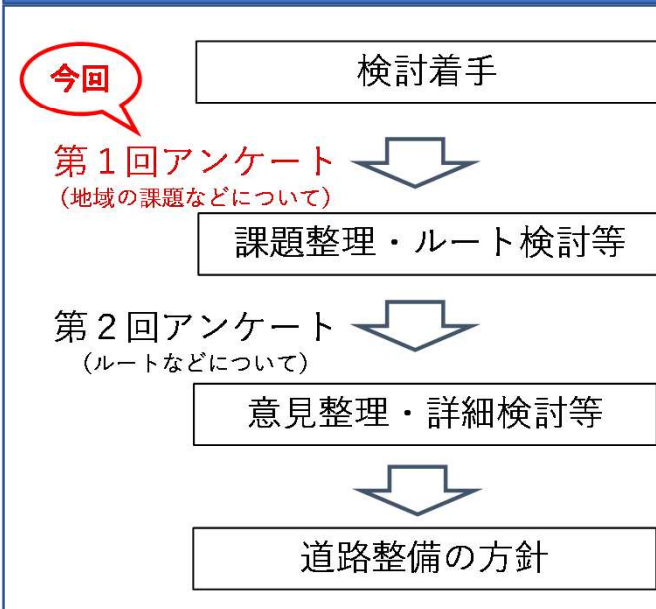 検討着手
今回
第１回アンケート
(地域の課題などについて)
課題整理・ルート検討等
第２回アンケート
(ルートなどについて)
意見整理・詳細検討等
道路整備の方針